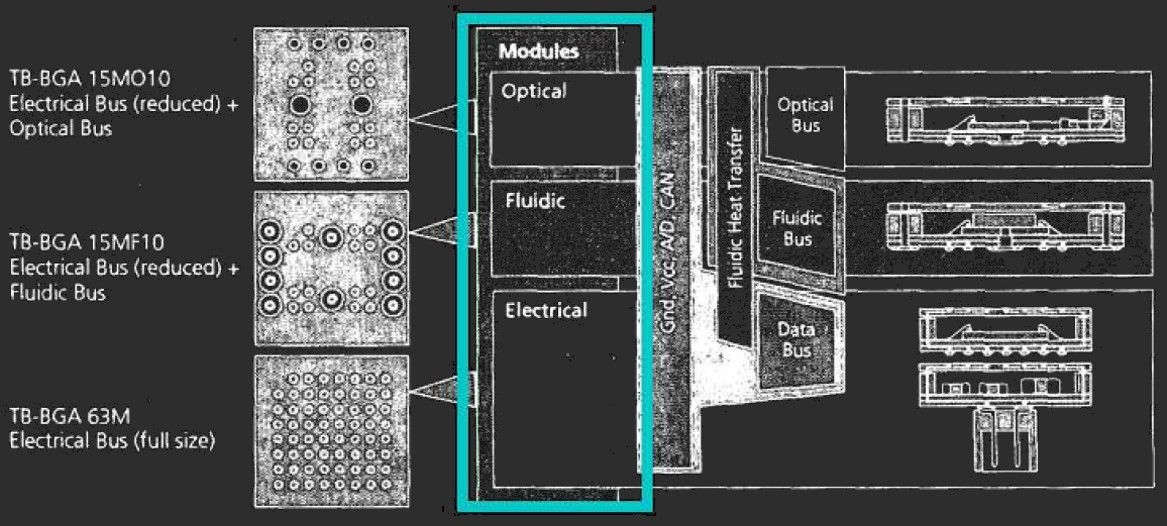 TB-BGA 15MO10
Electrical Bus (reduced) +
Optical Bus
TB-BGA 15MF10
Electrical Bus (reduced) +
Fluidic Bus
TB-BGA 63M
Electrical Bus (full size)
Modules
Optical
Fluidic
Electrical
Gnd, Vcc, A/D, CAN
Fluidic Heat Transfer
Optical
Bus
Fluidic
Bus
Data
Bus